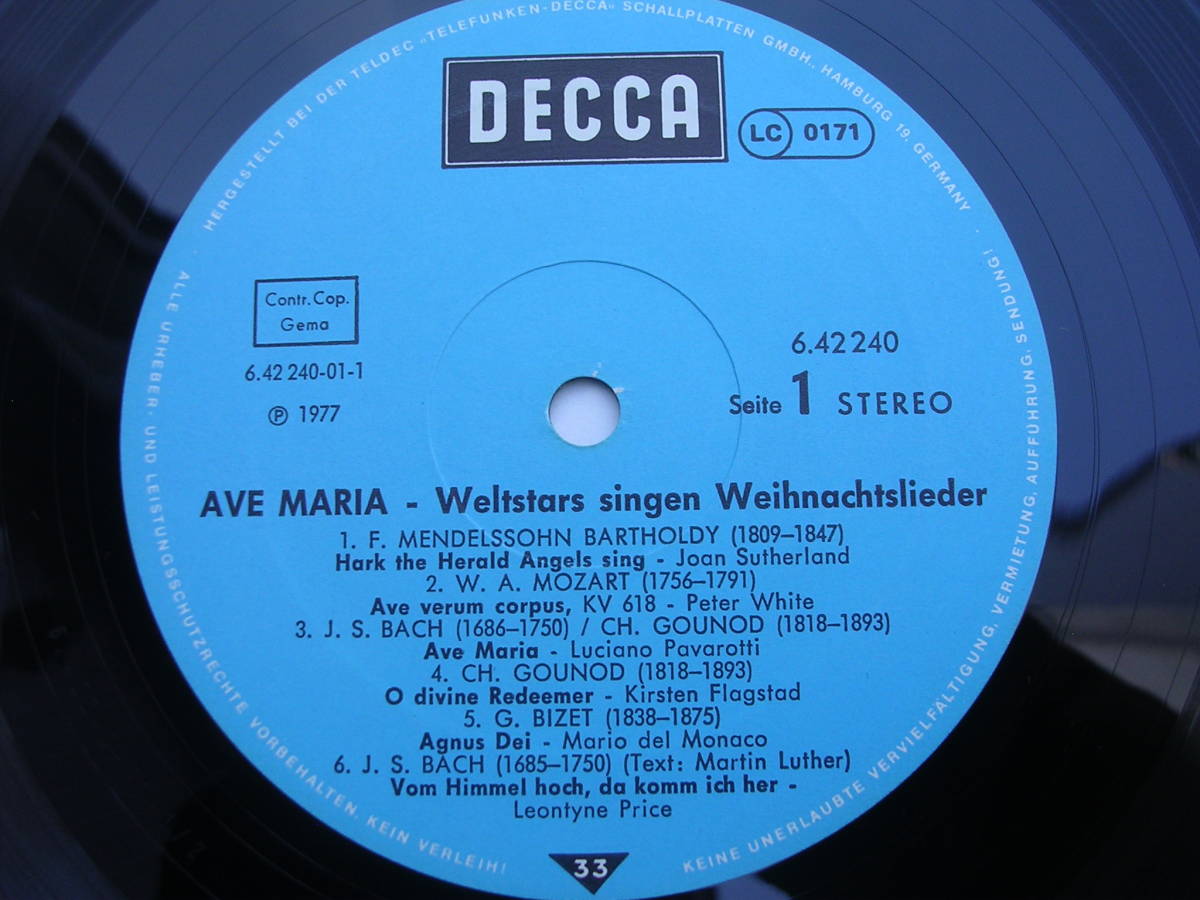 HERGESTELLT BEI DER TELDEC »TELEFUNKEN-DECCA« SCHALLPLATTEN GMBH., HAMBURG 19, GERMANY
DECCA
LC 0171
Contr. Cop.
Gema
6.42 240-01-1
Ⓟ 1977
6.42 240
Seite 1 STEREO
AVE MARIA - Weltstars singen Weihnachtslieder
1. F. MENDELSSOHN BARTHOLDY (1809–1847)
Hark the Herald Angels sing - Joan Sutherland
2. W. A. MOZART (1756–1791)
Ave verum corpus, KV 618 - Peter White
3. J. S. BACH (1686–1750) / CH. GOUNOD (1818–1893)
Ave Maria - Luciano Pavarotti
4. CH. GOUNOD (1818–1893)
O divine Redeemer - Kirsten Flagstad
5. G. BIZET (1838–1875)
Agnus Dei - Mario del Monaco
6. J. S. BACH (1685–1750) (Text: Martin Luther)
Vom Himmel hoch, da komm ich her -
Leontyne Price
33
ALLE URHEBER- UND LEISTUNGSSCHUTZRECHTE VORBEHALTEN. KEIN VERLEIH!
KEINE UNERLAUBTE VERVIELFÄLTIGUNG, VERMIETUNG, AUFFÜHRUNG, SENDUNG!